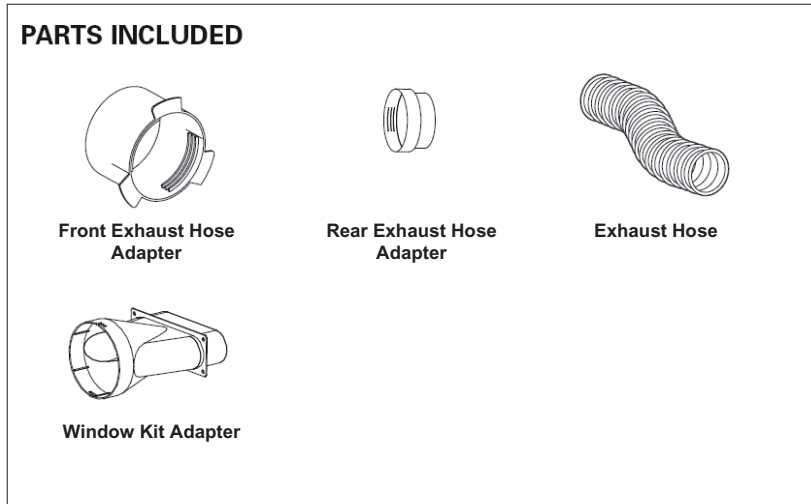 PARTS INCLUDED
Front Exhaust Hose
Adapter
Rear Exhaust Hose
Adapter
Exhaust Hose
Window Kit Adapter